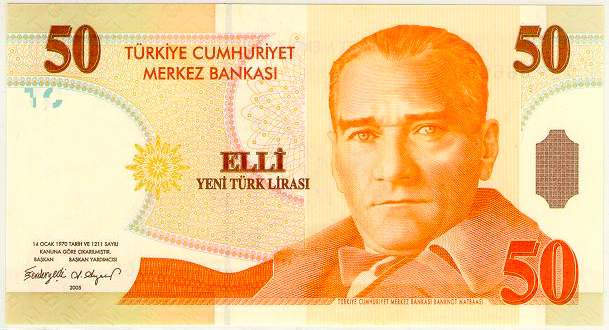 50
TÜRKİYE CUMHURİYET
MERKEZ BANKASI
50
ELLİ
YENİ TÜRK LİRASI
14 OCAK 1970 TARİH VE 1211 SAYILI
KANUNA GÖRE ÇIKARILMIŞTIR.
BAŞKAN BAŞKAN YARDIMCISI
2005
50
TÜRKİYE CUMHURİYET MERKEZ BANKASI BANKNOT MATBAASI